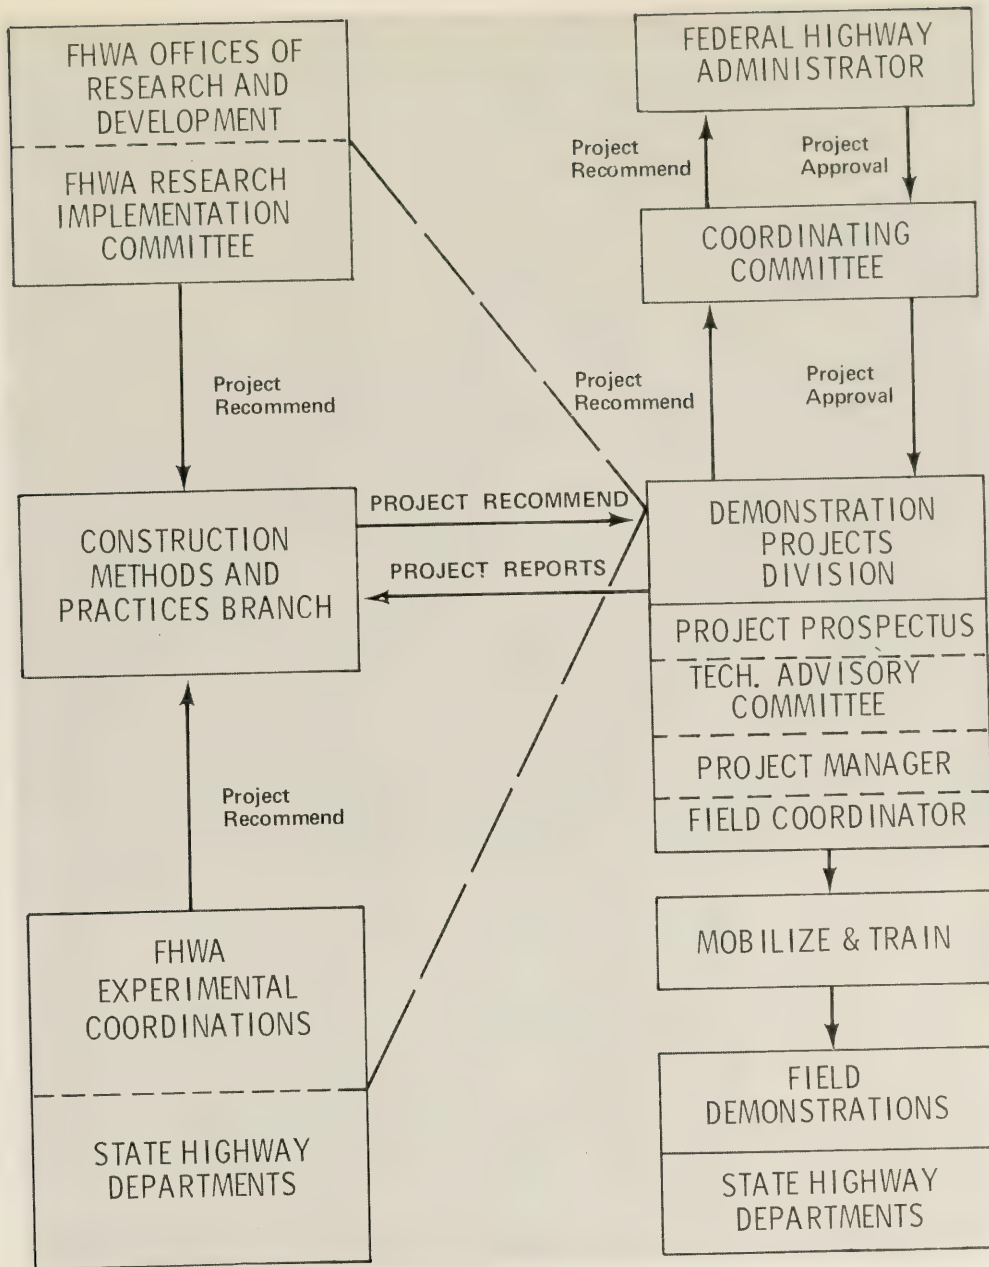 FHWA OFFICES OF
RESEARCH AND
DEVELOPMENT
FHWA RESEARCH
IMPLEMENTATION
COMMITTEE
Project
Recommend
CONSTRUCTION
METHODS AND
PRACTICES BRANCH
Project
Recommend
FHWA
EXPERIMENTAL
COORDINATIONS
STATE HIGHWAY
DEPARTMENTS
PROJECT RECOMMEND
PROJECT REPORTS
FEDERAL HIGHWAY
ADMINISTRATOR
Project
Recommend
Project
Approval
COORDINATING
COMMITTEE
Project
Recommend
Project
Approval
DEMONSTRATION
PROJECTS
DIVISION
PROJECT PROSPECTUS
TECH. ADVISORY
COMMITTEE
PROJECT MANAGER
FIELD COORDINATOR
MOBILIZE & TRAIN
FIELD
DEMONSTRATIONS
STATE HIGHWAY
DEPARTMENTS